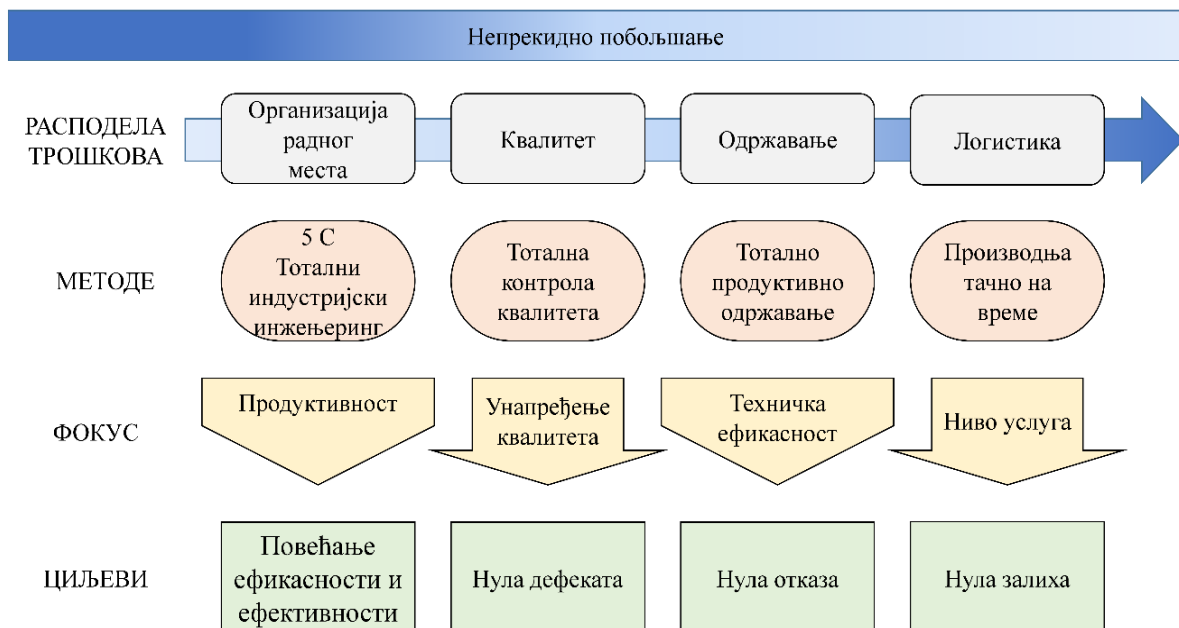 Непрекидно побољшање
РАСПОДЕЛА
ТРОШКОВА
Организација
радног
места
Квалитет
Одржавање
Логистика
МЕТОДЕ
5 С
Тотални
индустријски
инжењеринг
Тотална
контрола
квалитета
Тотално
продуктивно
одржавање
Производња
тачно на
време
ФОКУС
Продуктивност
Унапређење
квалитета
Техничка
ефикасност
Ниво услуга
ЦИЉЕВИ
Повећање
ефикасности и
ефективности
Нула дефеката
Нула отказа
Нула залиха